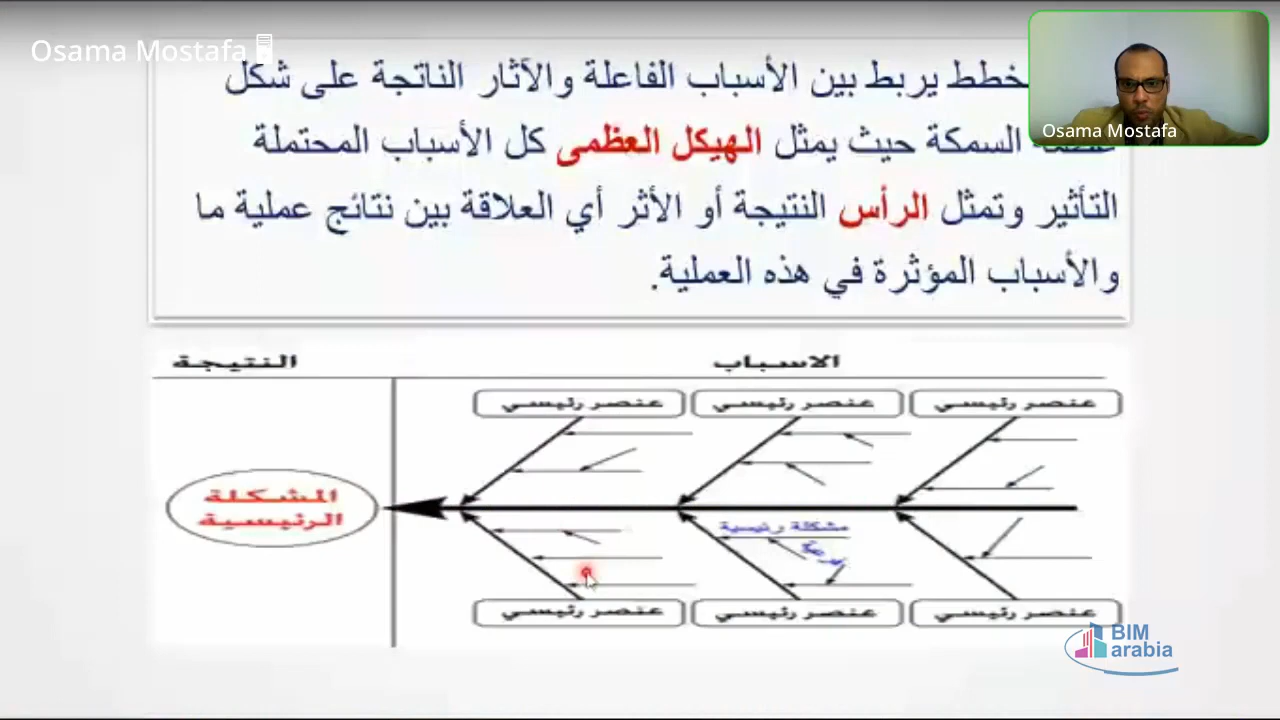 Osama Mostafa
Osama Mostafa
خطط يربط بين الأسباب الفاعلة والآثار الناتجة على شكل
السمكة حيث يمثل الهيكل العظمى كل الأسباب المحتملة
التأثير وتمثل الرأس النتيجة أو الأثر أي العلاقة بين نتائج عملية ما
والأسباب المؤثرة في هذه العملية.
الاسباب
النتيجة
عنصر رئيسي
عنصر رئيسي
عنصر رئيسي
المشكلة
الرئيسية
مشكلة رئيسية
عنصر رئيسي
عنصر رئيسي
عنصر رئيسي
BIM
arabia